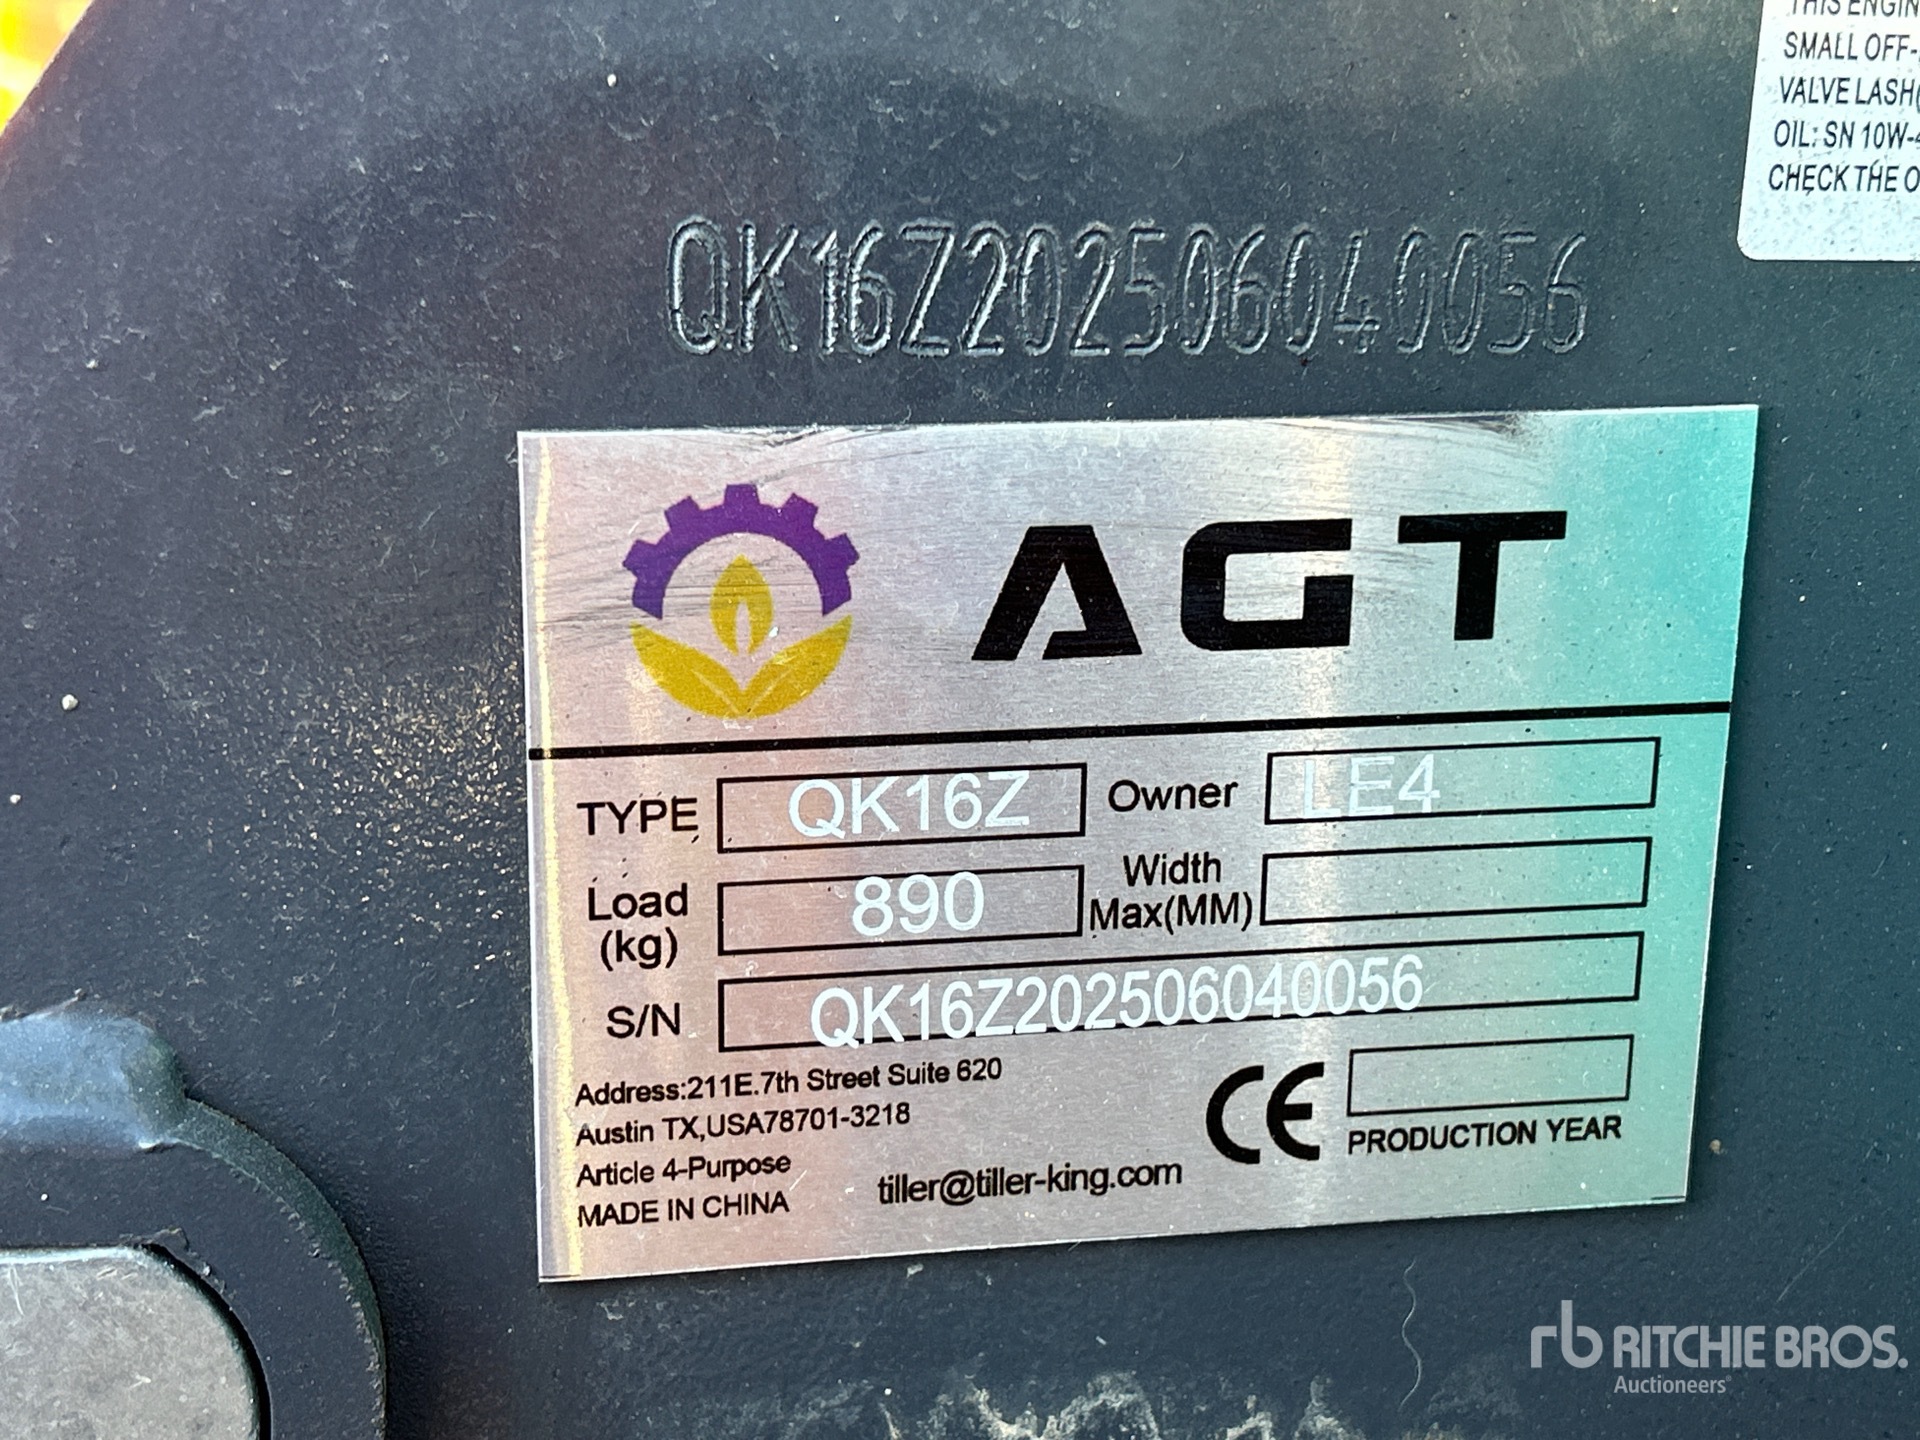 THIS ENGIN
SMALL OFF-
VALVE LASH(
OIL: SN 10W-4
CHECK THE O
QK16Z202506040056
AGT
TYPE QK16Z Owner LE4
Load (kg) 890 Width Max(MM)
S/N QK16Z202506040056
Address:211E.7th Street Suite 620
Austin TX,USA78701-3218
Article 4-Purpose
MADE IN CHINA
tiller@tiller-king.com
CE
PRODUCTION YEAR
rb RITCHIE BROS.
Auctioneers